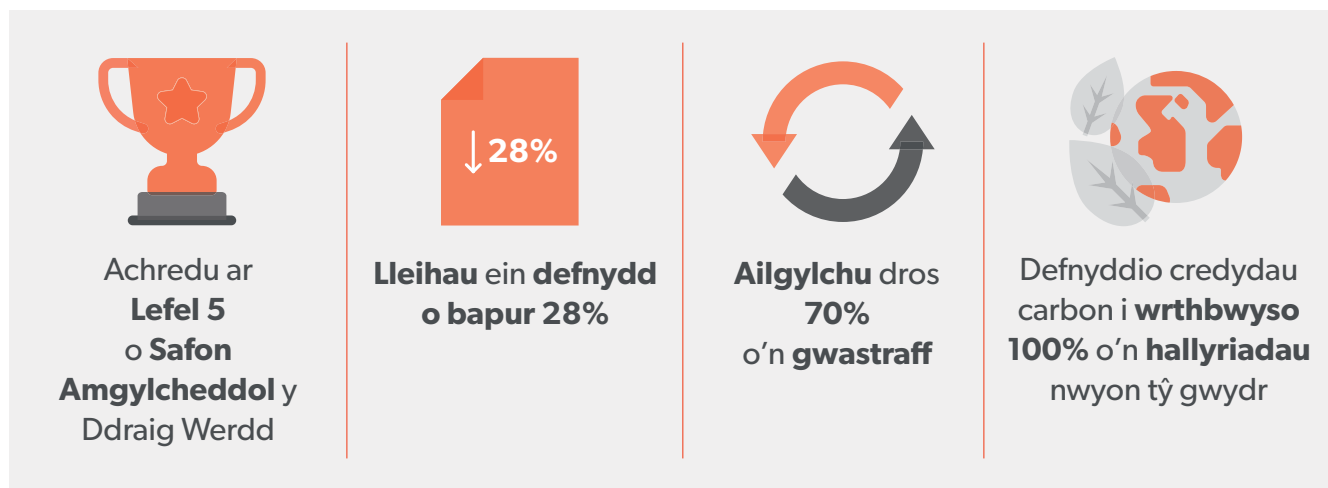 Achredu ar
Lefel 5
o Safon
Amgylcheddol y
Ddraig Werdd
↓ 28%
Lleihau ein defnydd
o bapur 28%
Ailgylchu dros
70%
o'n gwastraff
Defnyddio credydau
carbon i wrthbwyso
100% o'n hallyriadau
nwyon tŷ gwydr